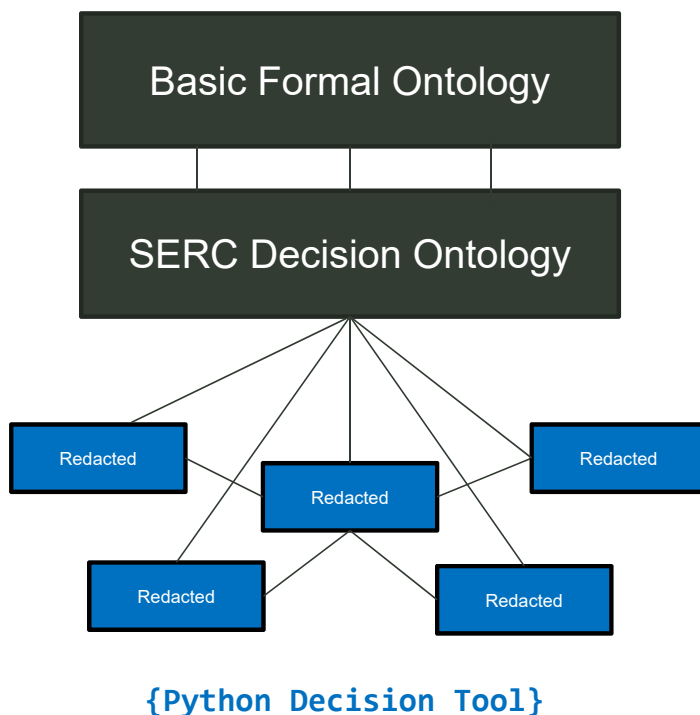 Basic Formal Ontology
SERC Decision Ontology
Redacted
Redacted
Redacted
Redacted
Redacted
{Python Decision Tool}